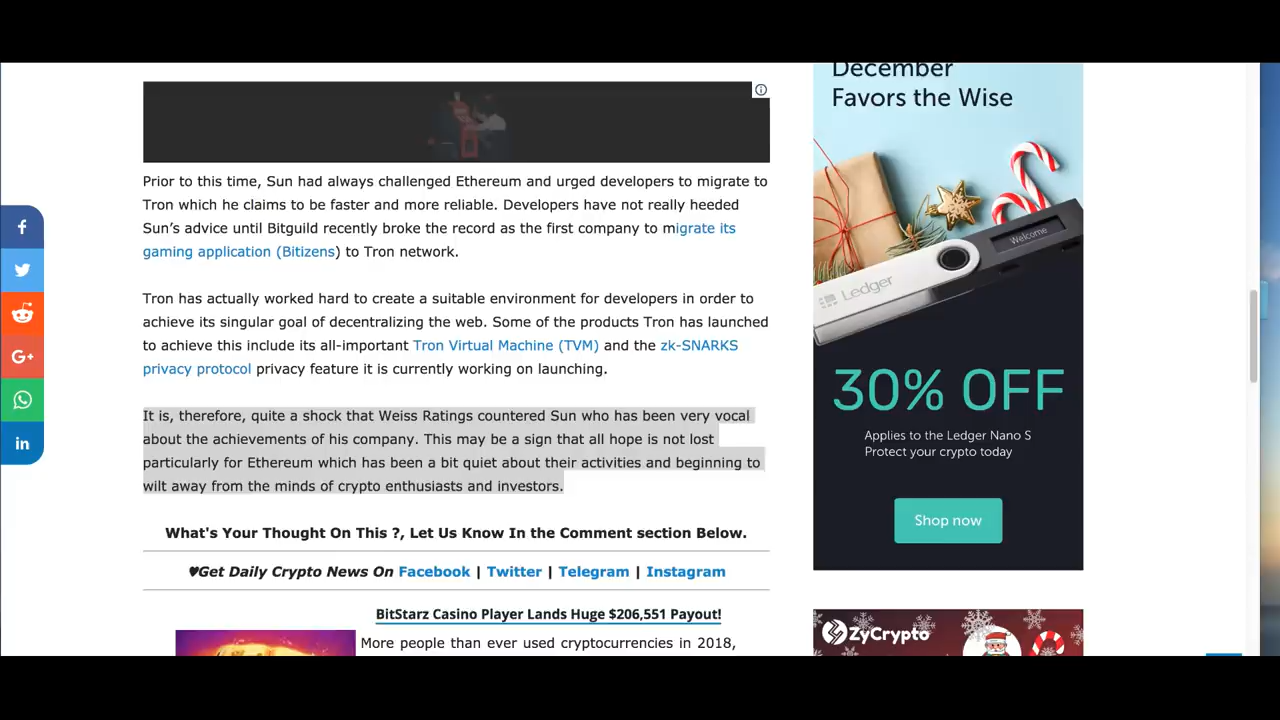 Prior to this time, Sun had always challenged Ethereum and urged developers to migrate to
Tron which he claims to be faster and more reliable. Developers have not really heeded
Sun’s advice until Bitguild recently broke the record as the first company to migrate its
gaming application (Bitizens) to Tron network.
Tron has actually worked hard to create a suitable environment for developers in order to
achieve its singular goal of decentralizing the web. Some of the products Tron has launched
to achieve this include its all-important Tron Virtual Machine (TVM) and the zk-SNARKS
privacy protocol privacy feature it is currently working on launching.
It is, therefore, quite a shock that Weiss Ratings countered Sun who has been very vocal
about the achievements of his company. This may be a sign that all hope is not lost
particularly for Ethereum which has been a bit quiet about their activities and beginning to
wilt away from the minds of crypto enthusiasts and investors.
What's Your Thought On This ?, Let Us Know In the Comment section Below.
♥Get Daily Crypto News On Facebook | Twitter | Telegram | Instagram
BitStarz Casino Player Lands Huge $206,551 Payout!
More people than ever used cryptocurrencies in 2018,
December
Favors the Wise
Welcome
Ledger
30% OFF
Applies to the Ledger Nano S
Protect your crypto today
Shop now
ZyCrypto